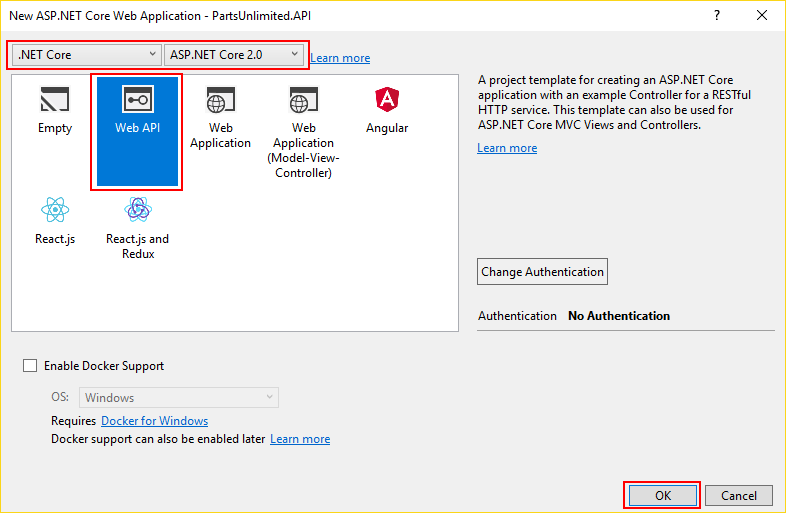 New ASP.NET Core Web Application - PartsUnlimited.API
?
.NET Core
ASP.NET Core 2.0
Learn more
Empty
Web API
Web
Application
Web
Application
(Model-View-
Controller)
Angular
React.js
React.js and
Redux
A project template for creating an ASP.NET Core
application with an example Controller for a RESTful
HTTP service. This template can also be used for
ASP.NET Core MVC Views and Controllers.
Learn more
Change Authentication
Authentication No Authentication
Enable Docker Support
OS: Windows
Requires Docker for Windows
Docker support can also be enabled later Learn more
OK
Cancel